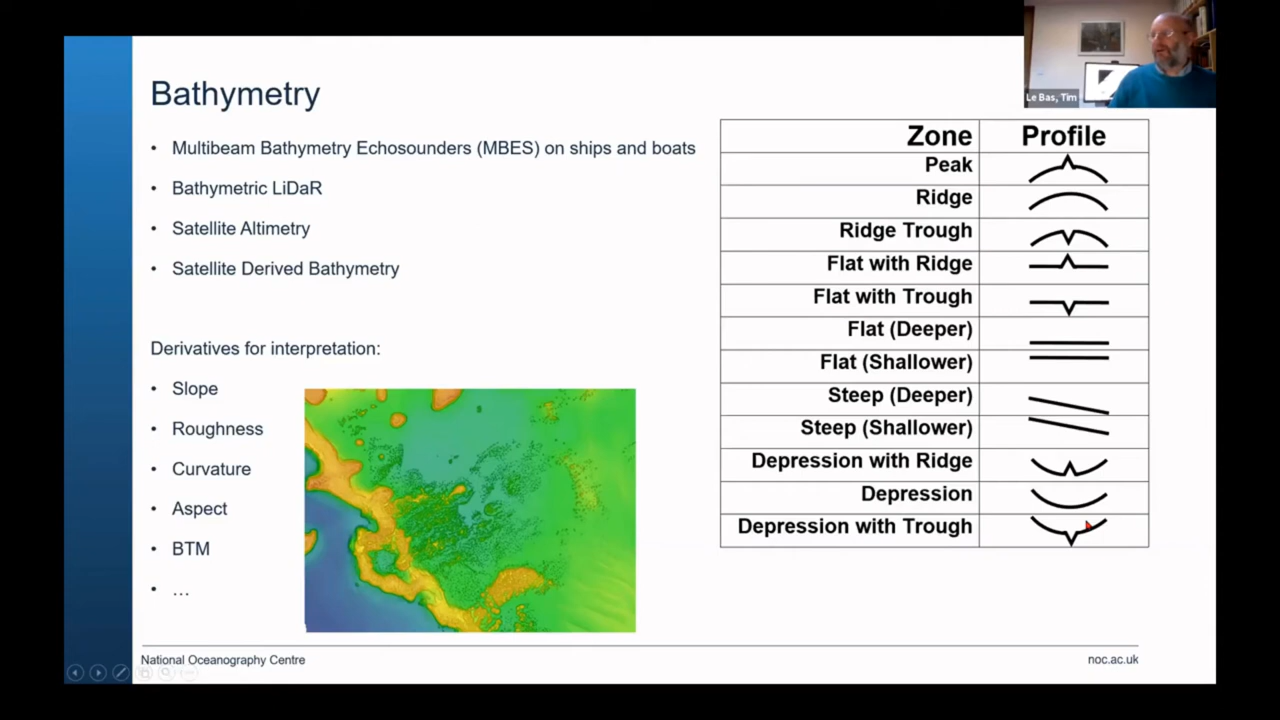 Le Bas, Tim
Bathymetry
• Multibeam Bathymetry Echosounders (MBES) on ships and boats
• Bathymetric LiDaR
• Satellite Altimetry
• Satellite Derived Bathymetry
Derivatives for interpretation:
• Slope
• Roughness
• Curvature
• Aspect
• BTM
• …
Zone Profile
Peak
Ridge
Ridge Trough
Flat with Ridge
Flat with Trough
Flat (Deeper)
Flat (Shallower)
Steep (Deeper)
Steep (Shallower)
Depression with Ridge
Depression
Depression with Trough
National Oceanography Centre
noc.ac.uk